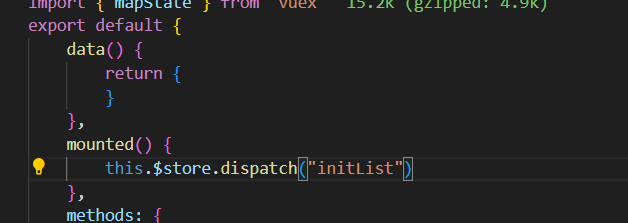 import { mapState } from "vuex" 15.2k (gzipped: 4.9k)
export default {
data() {
return {
}
},
mounted() {
this.$store.dispatch("initList")
},
methods: {